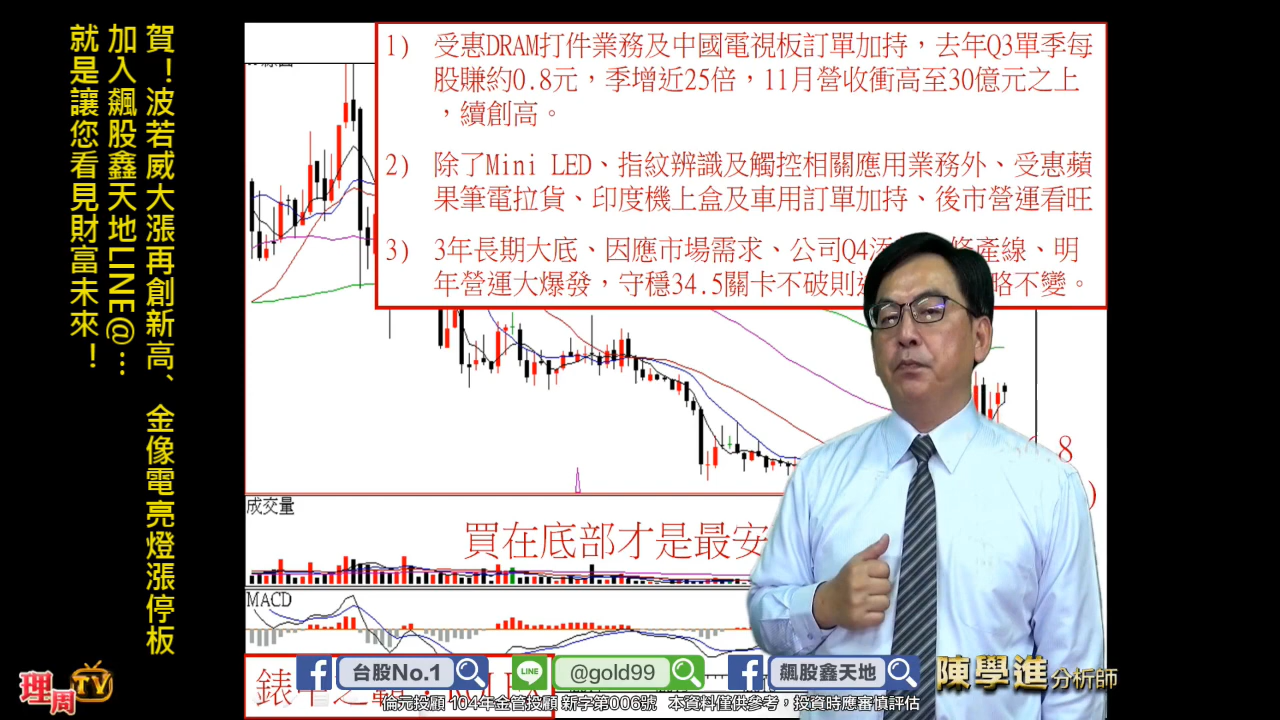 賀！波若威大漲再創新高、金像電亮燈漲停板
加入飆股鑫天地LINE@…
就是讓您看見財富未來！
1) 受惠DRAM打件業務及中國電視板訂單加持，去年Q3單季每
股賺約0.8元，季增近25倍，11月營收衝高至30億元之上
，續創高。
2) 除了Mini LED、指紋辨識及觸控相關應用業務外、受惠蘋
果筆電拉貨、印度機上盒及車用訂單加持、後市營運看旺
3) 3年長期大底、因應市場需求、公司Q4 產線、明
年營運大爆發，守穩34.5關卡不破則 略不變。
成交量
買在底部才是最安
MACD
台股No.1
@gold99
飆股鑫天地
LINE
陳學進分析師
理周TV
倫元投顧 104年金管投顧 新字第006號 本資料僅供參考，投資時應審慎評估